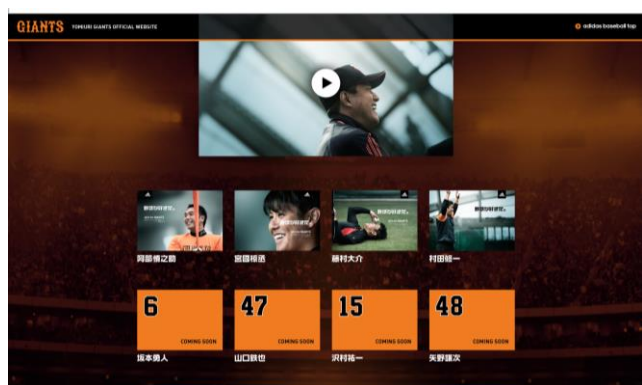 GIANTS
YOMIURI GIANTS OFFICIAL WEBSITE
adidas baseball top
阿部慎之助
宮國椋丞
藤村大介
村田修一
6
47
15
48
COMING SOON
COMING SOON
COMING SOON
COMING SOON
坂本勇人
山口鉄也
沢村拓一
矢野謙次